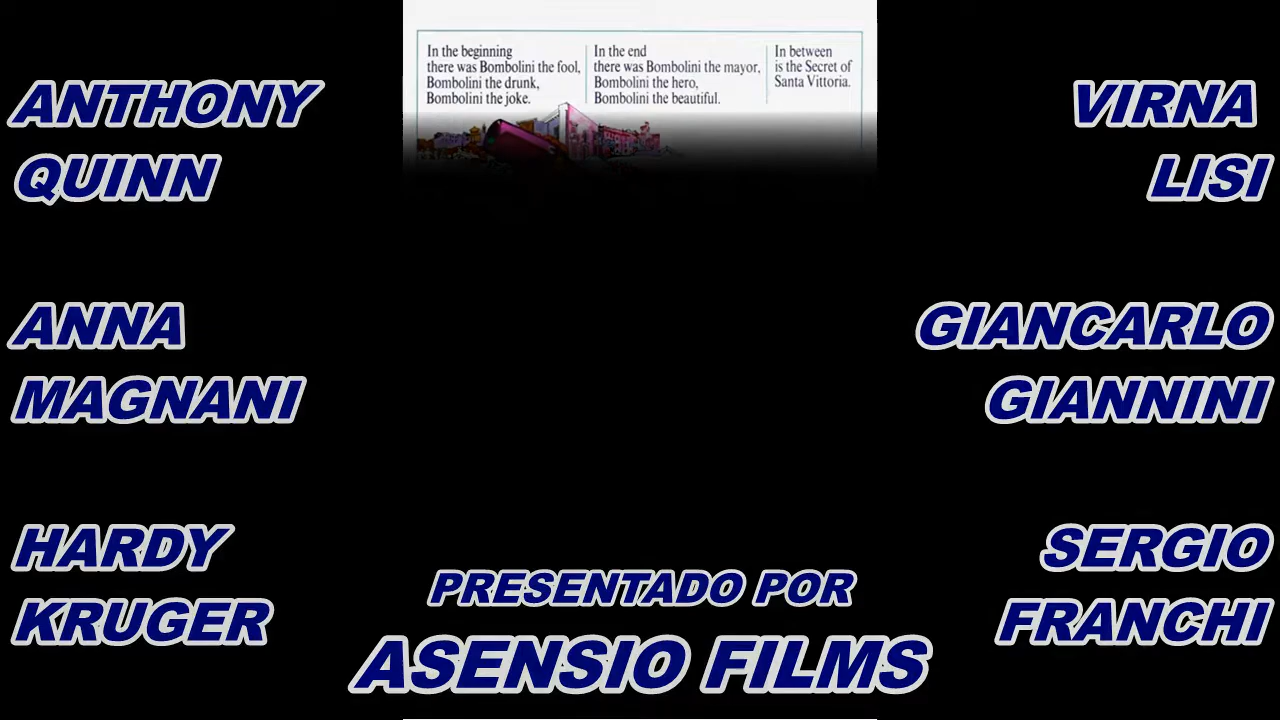 In the beginning
there was Bombolini the fool,
Bombolini the drunk,
Bombolini the joke.
In the end
there was Bombolini the mayor,
Bombolini the hero,
Bombolini the beautiful.
In between
is the Secret of
Santa Vittoria.
ANTHONY
QUINN
ANNA
MAGNANI
HARDY
KRUGER
VIRNA
LISI
GIANCARLO
GIANNINI
SERGIO
FRANCHI
PRESENTADO POR
ASENSIO FILMS